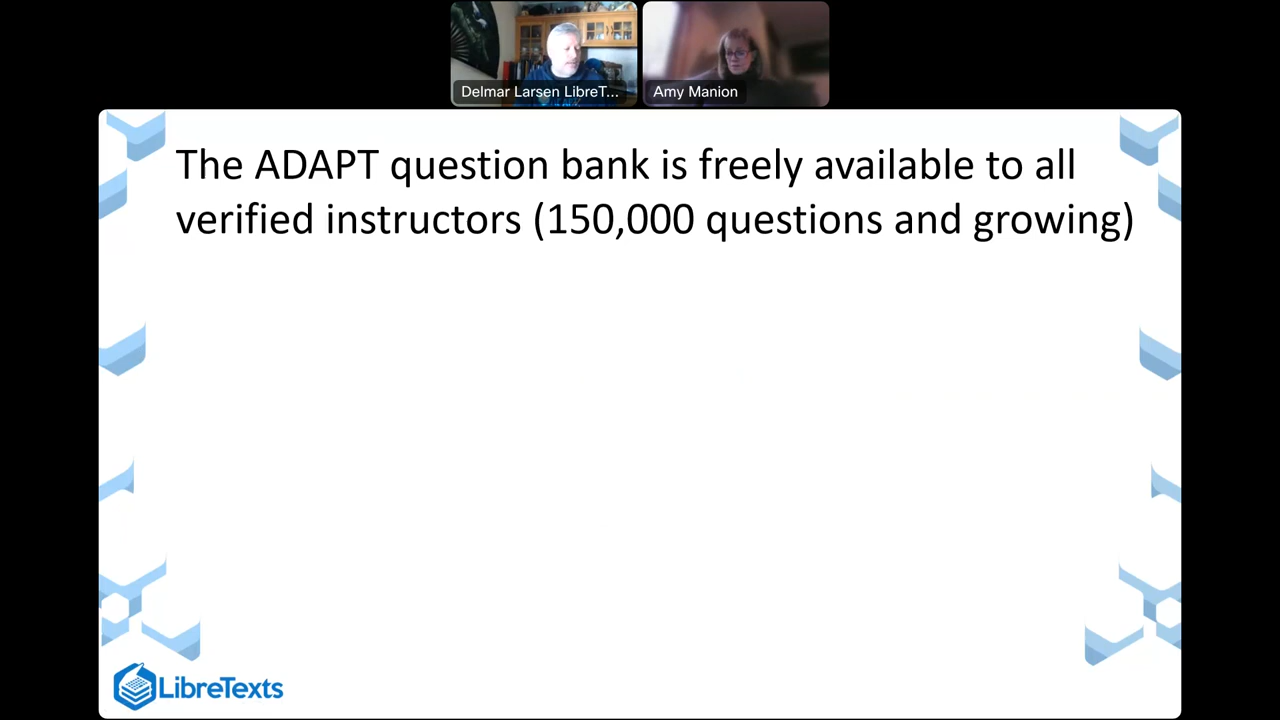 Delmar Larsen LibreT...
Amy Manion
The ADAPT question bank is freely available to all
verified instructors (150,000 questions and growing)
LibreTexts